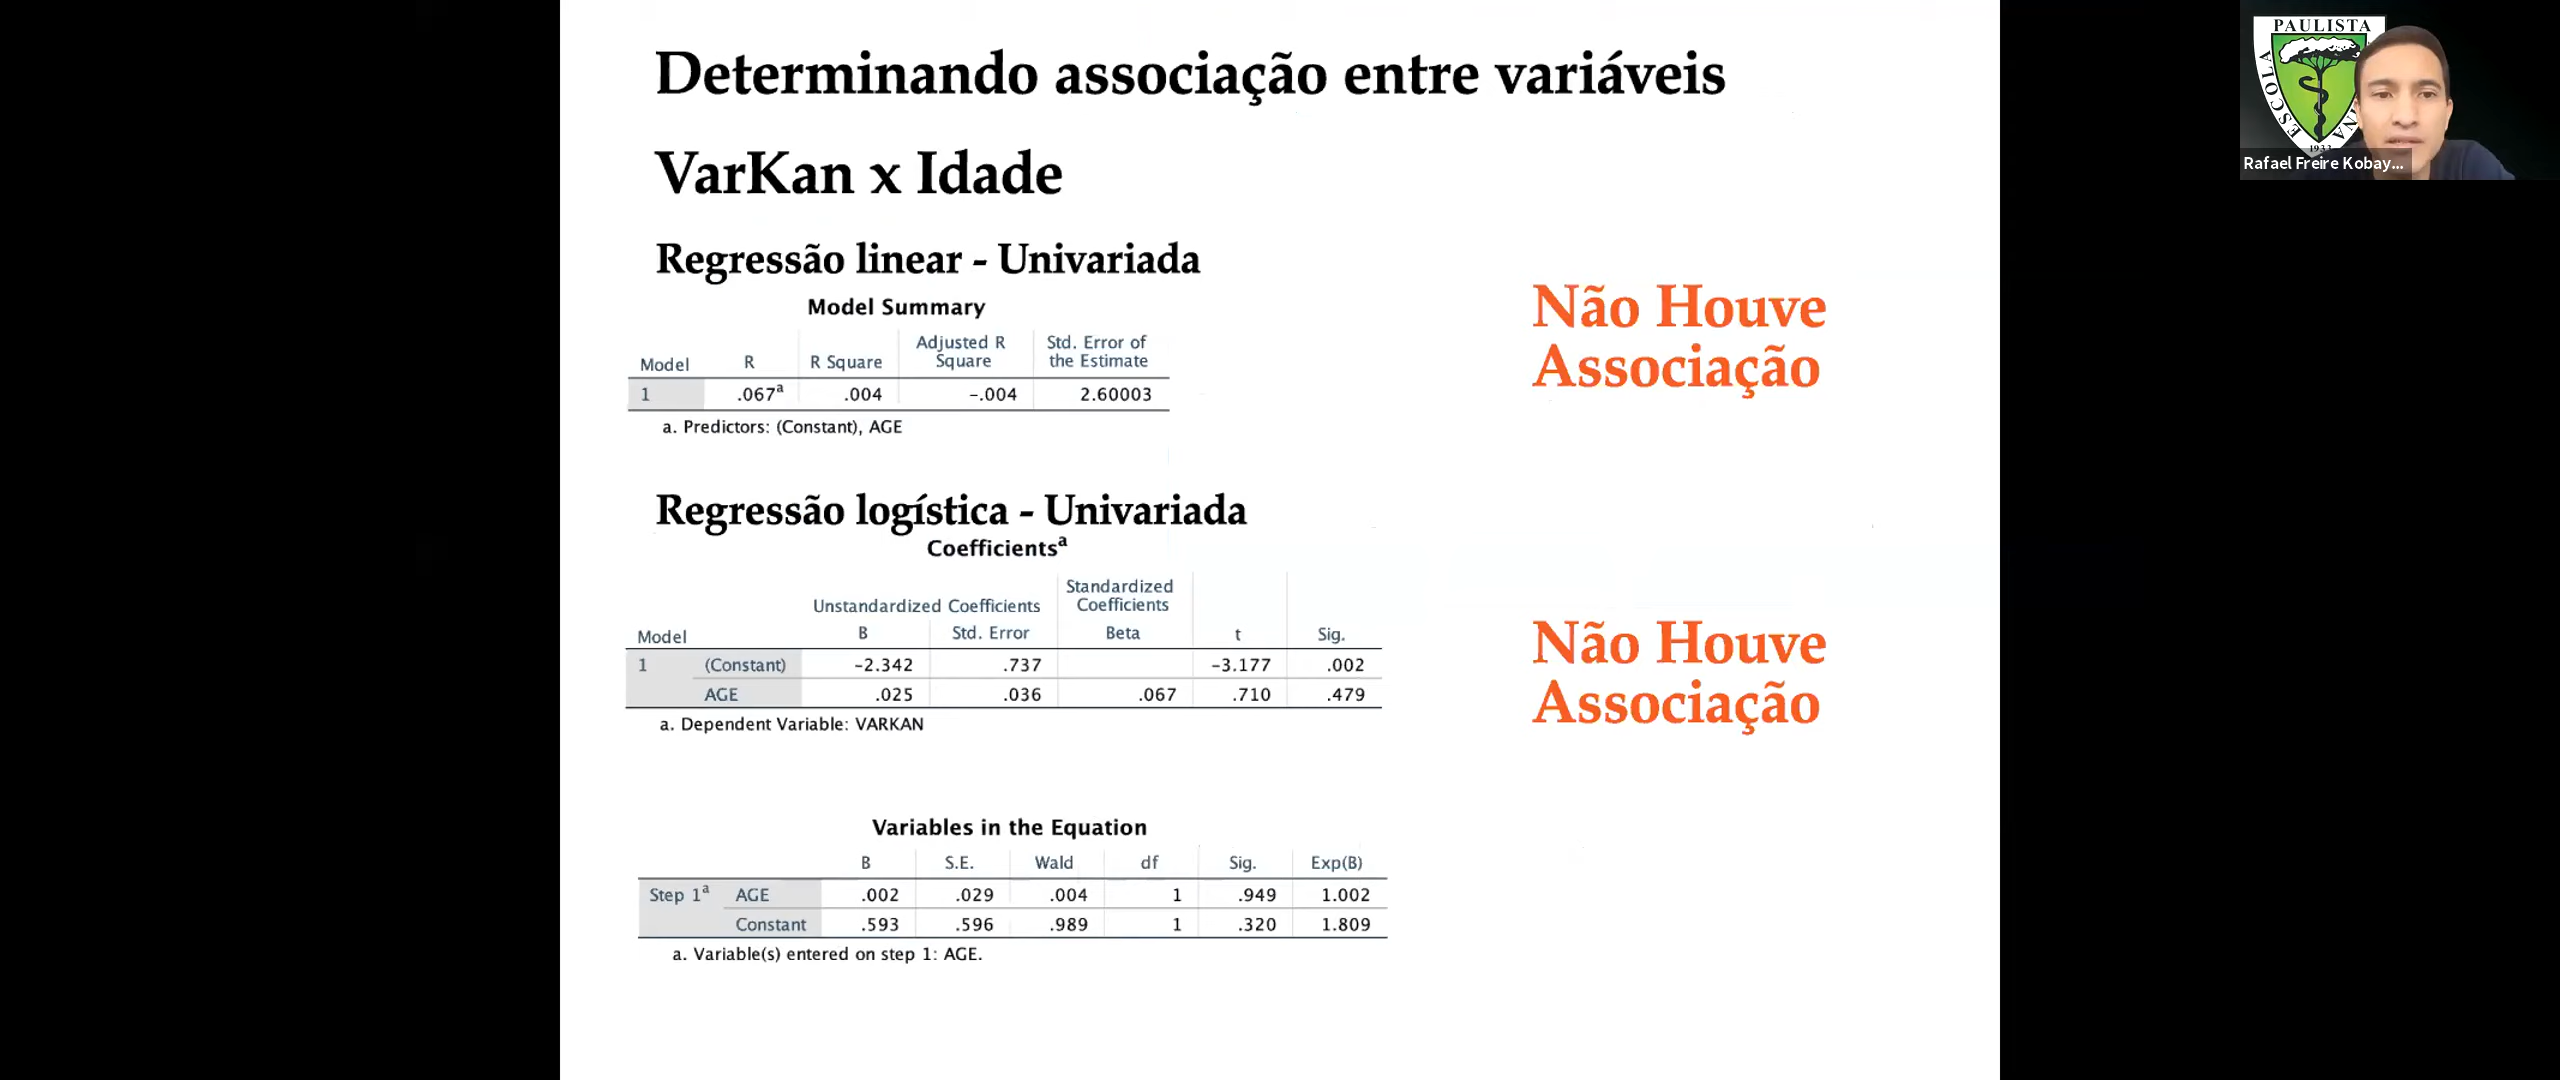 Determinando associação entre variáveis
VarKan x Idade
Regressão linear - Univariada
Model Summary
Model R R Square Adjusted R Square Std. Error of the Estimate
1 .067a .004 -.004 2.60003
a. Predictors: (Constant), AGE
Não Houve
Associação
Regressão logística - Univariada
Coefficientsa
Unstandardized Coefficients Standardized Coefficients
Model B Std. Error Beta t Sig.
1 (Constant) -2.342 .737 -3.177 .002
AGE .025 .036 .067 .710 .479
a. Dependent Variable: VARKAN
Não Houve
Associação
Variables in the Equation
B S.E. Wald df Sig. Exp(B)
Step 1a AGE .002 .029 .004 1 .949 1.002
Constant .593 .596 .989 1 .320 1.809
a. Variable(s) entered on step 1: AGE.
PAULISTA
ESCOLA
1933
Rafael Freire Kobay...